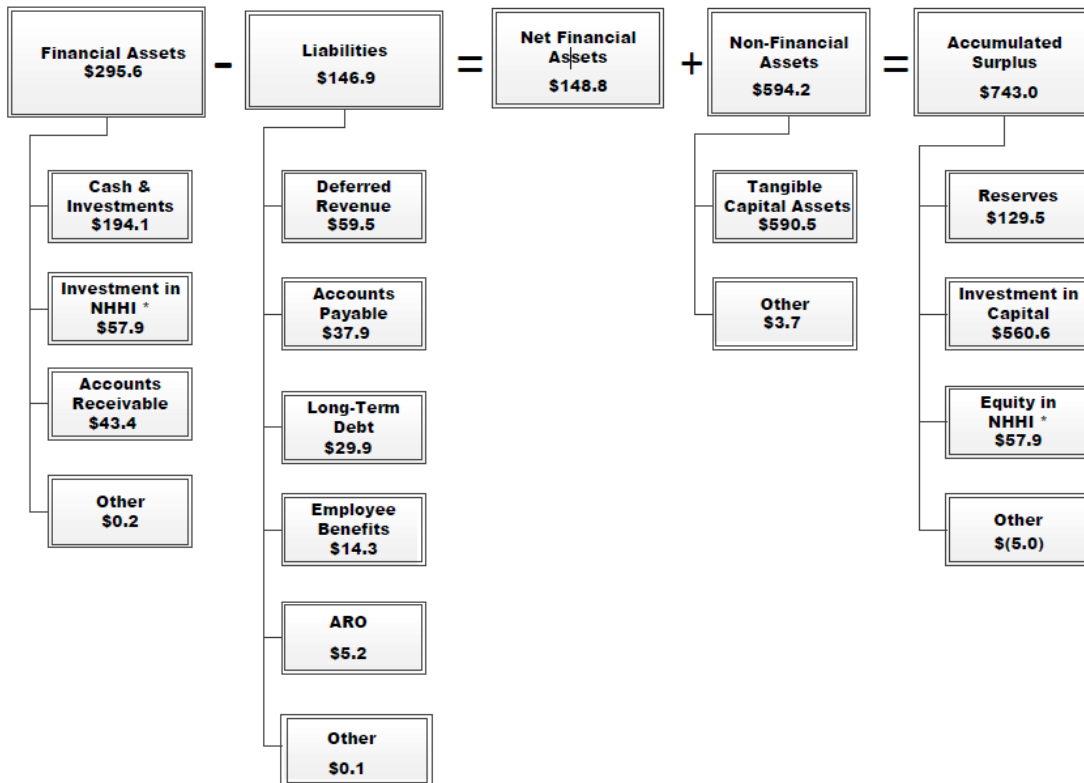 Financial Assets
$295.6
-
Liabilities
$146.9
=
Net Financial
Assets
$148.8
+
Non-Financial
Assets
$594.2
=
Accumulated
Surplus
$743.0
Cash &
Investments
$194.1
Investment in
NHHI *
$57.9
Accounts
Receivable
$43.4
Other
$0.2
Deferred
Revenue
$59.5
Accounts
Payable
$37.9
Long-Term
Debt
$29.9
Employee
Benefits
$14.3
ARO
$5.2
Other
$0.1
Tangible
Capital Assets
$590.5
Other
$3.7
Reserves
$129.5
Investment in
Capital
$560.6
Equity in
NHHI *
$57.9
Other
$(5.0)